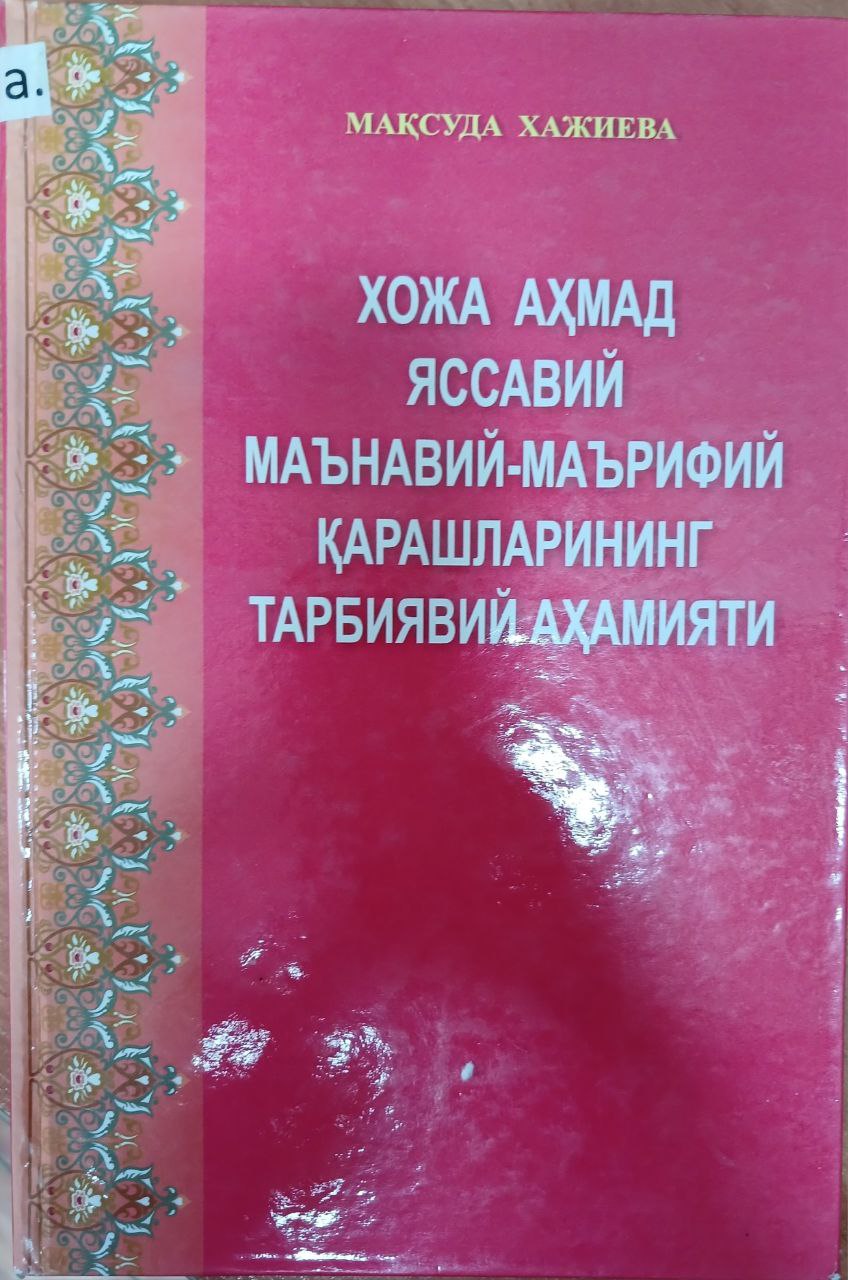 а.
МАҚСУДА ХАЖИЕВА
ХОЖА АҲМАД
ЯССАВИЙ
МАЪНАВИЙ-МАЪРИФИЙ
ҚАРАШЛАРИНИНГ
ТАРБИЯВИЙ АҲАМИЯТИ